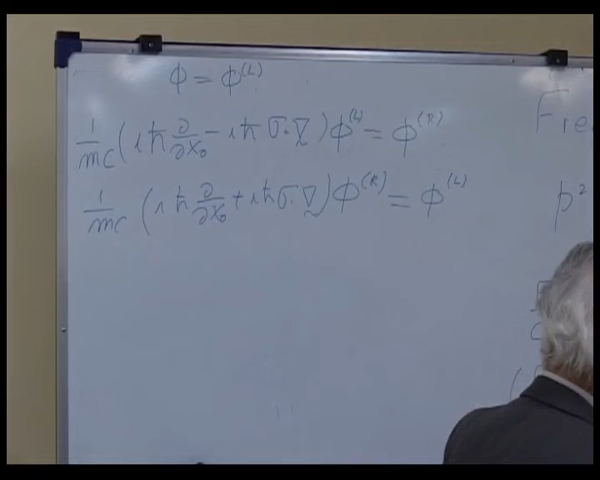 ϕ = ϕ^(L)
1/mc (iħ ∂/∂x₀ − iħ σ·∇) ϕ^(L) = ϕ^(R)
1/mc (iħ ∂/∂x₀ + iħ σ·∇) ϕ^(R) = ϕ^(L)
Fre
p²